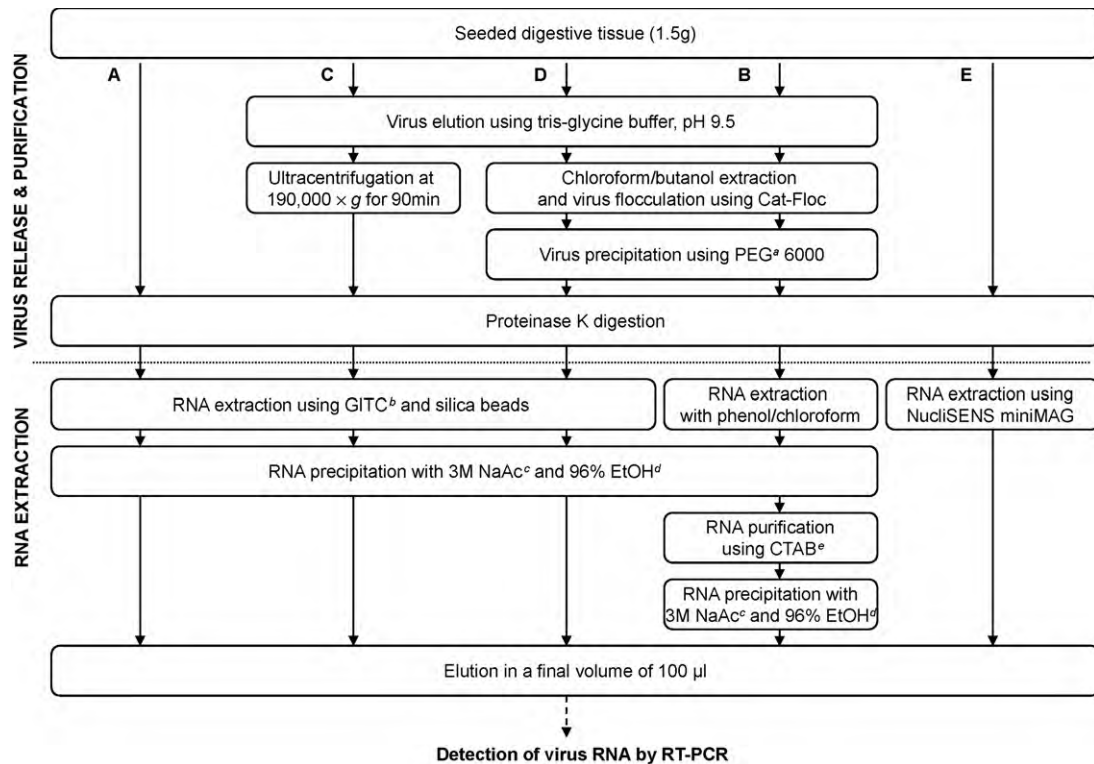 Seeded digestive tissue (1.5g)
A
C
D
B
E
Virus elution using tris-glycine buffer, pH 9.5
Ultracentrifugation at
190,000 × g for 90min
Chloroform/butanol extraction
and virus flocculation using Cat-Floc
Virus precipitation using PEGᵃ 6000
Proteinase K digestion
VIRUS RELEASE & PURIFICATION
RNA extraction using GITCᵇ and silica beads
RNA extraction
with phenol/chloroform
RNA extraction using
NucliSENS miniMAG
RNA precipitation with 3M NaAcᶜ and 96% EtOHᵈ
RNA purification
using CTABᵉ
RNA precipitation with
3M NaAcᶜ and 96% EtOHᵈ
RNA EXTRACTION
Elution in a final volume of 100 µl
Detection of virus RNA by RT-PCR